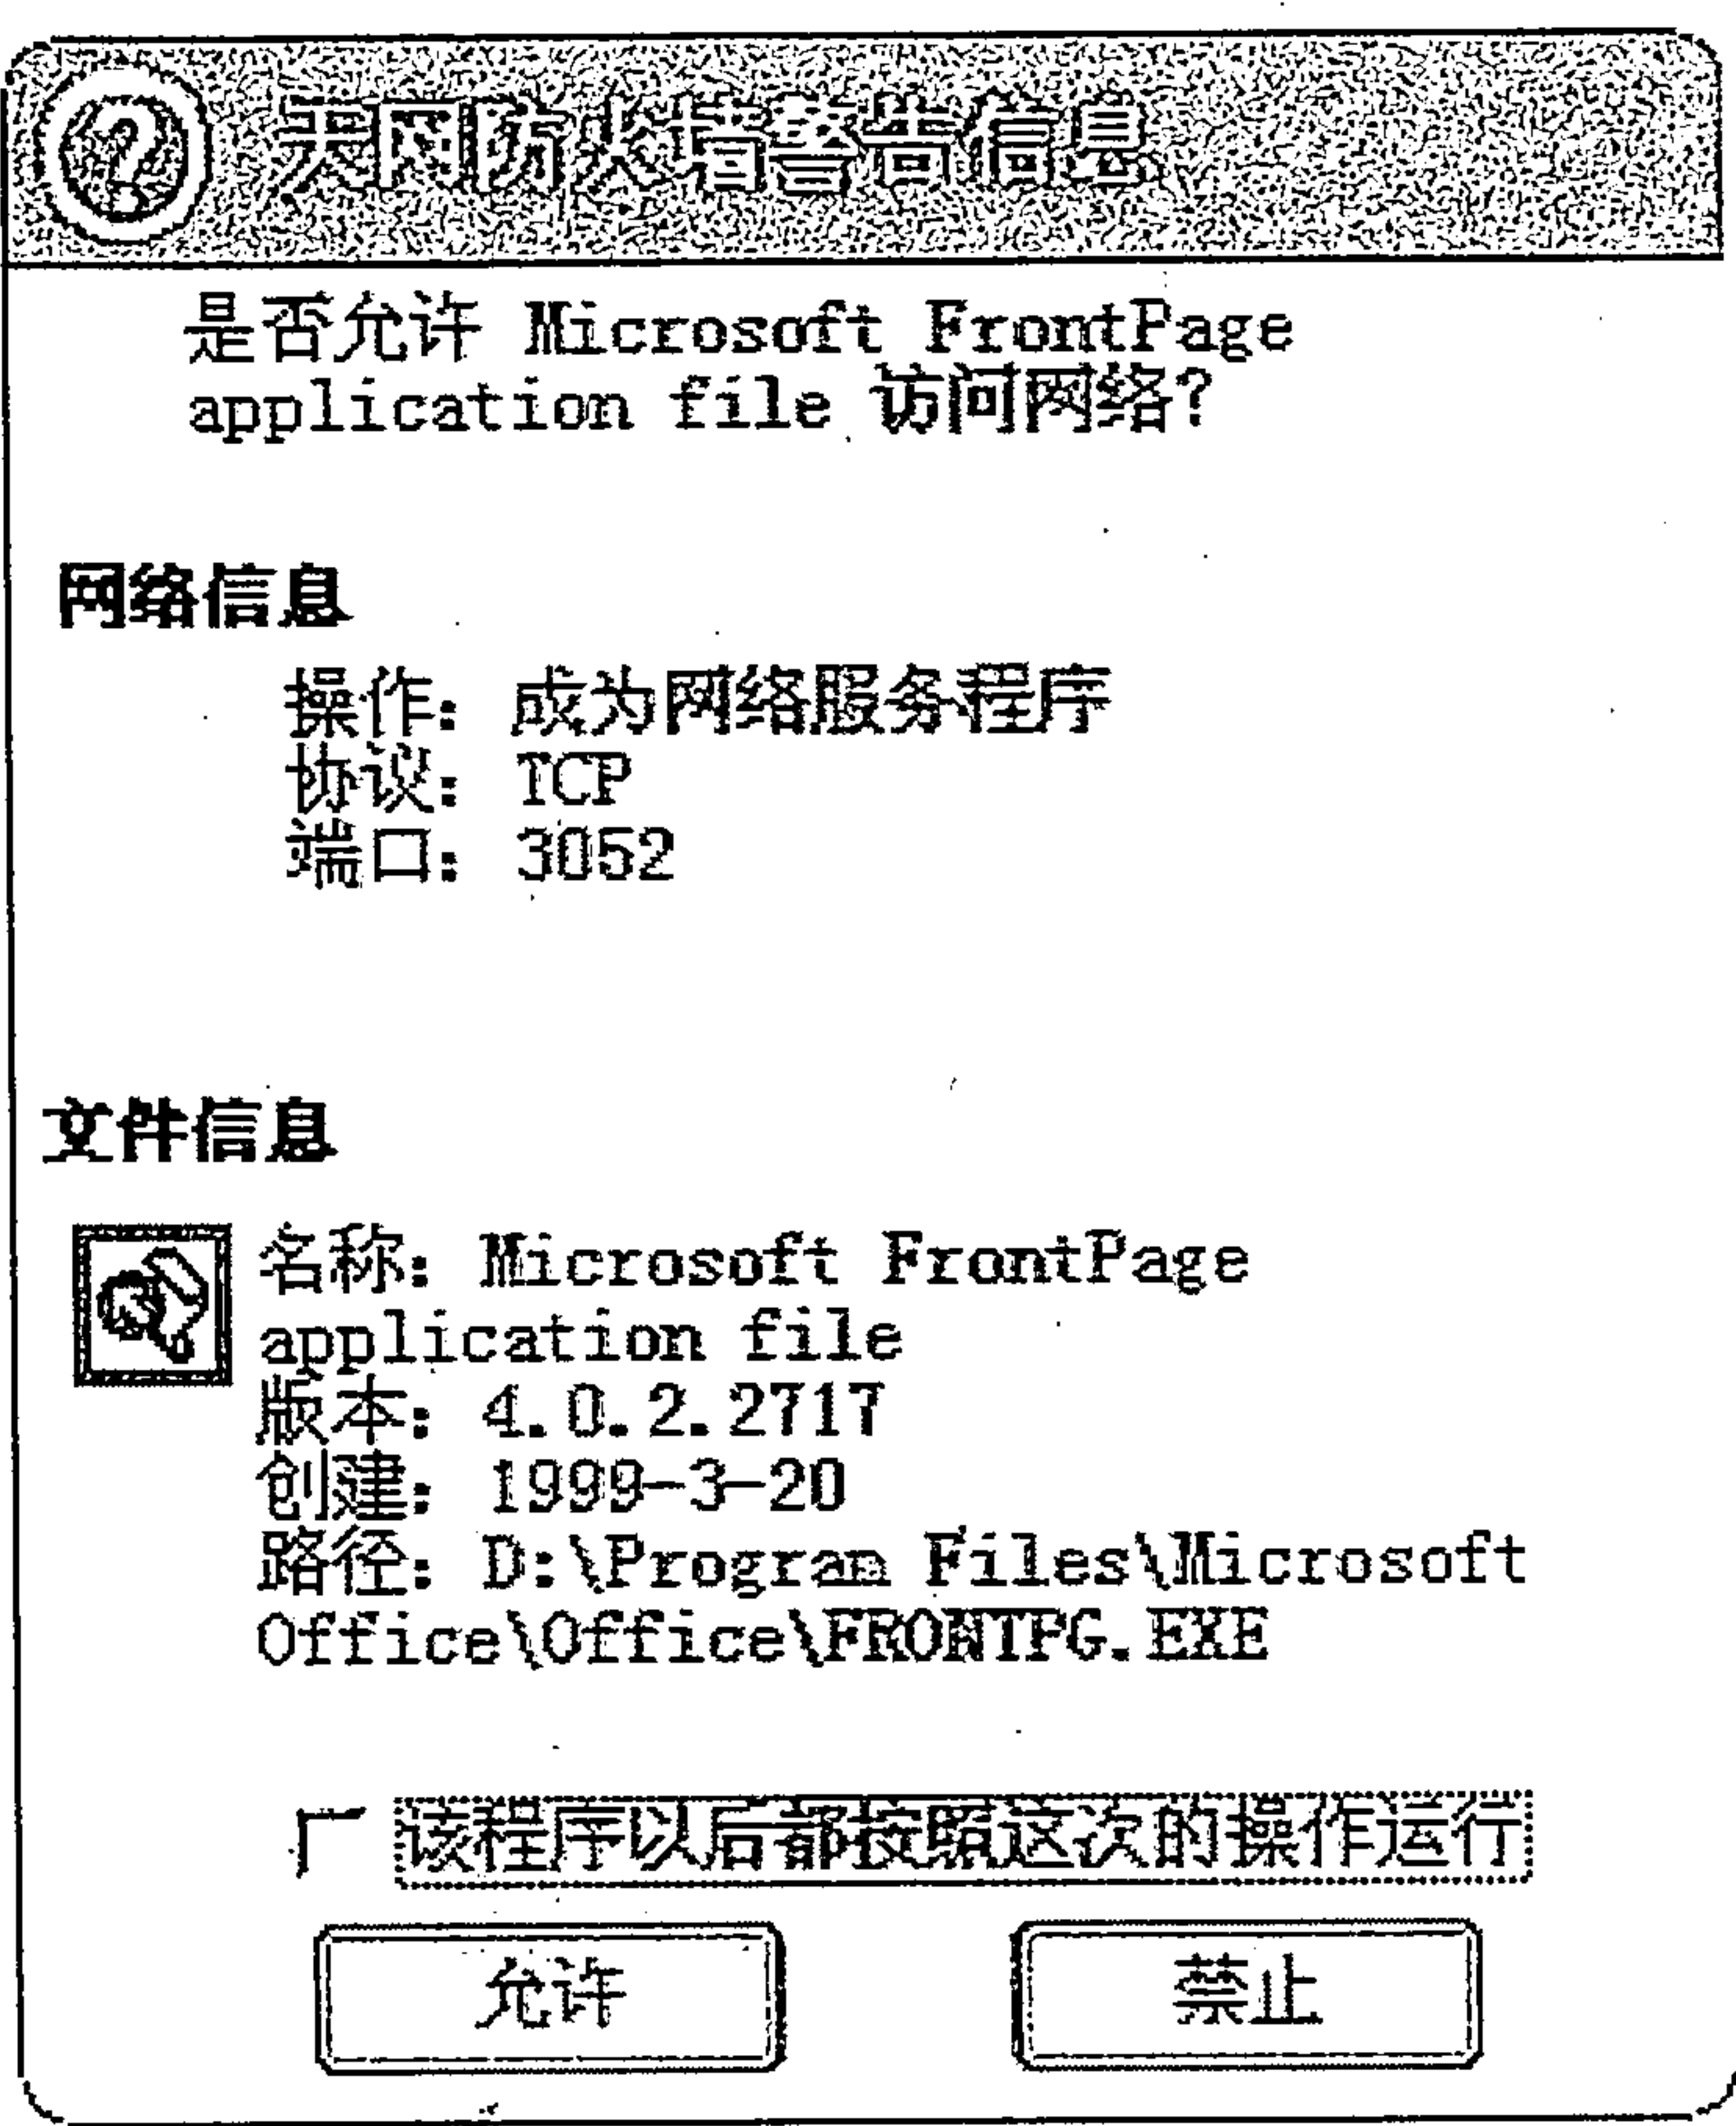 天网防火墙警告信息
是否允许 Microsoft FrontPage
application file 访问网络?
网络信息
操作: 成为网络服务程序
协议: TCP
端口: 3052
文件信息
名称: Microsoft FrontPage
application file
版本: 4.0.2.2717
创建: 1999-3-20
路径: D:\Program Files\Microsoft
Office\Office\FRONTPG.EXE
该程序以后都按照这次的操作运行
允许
禁止